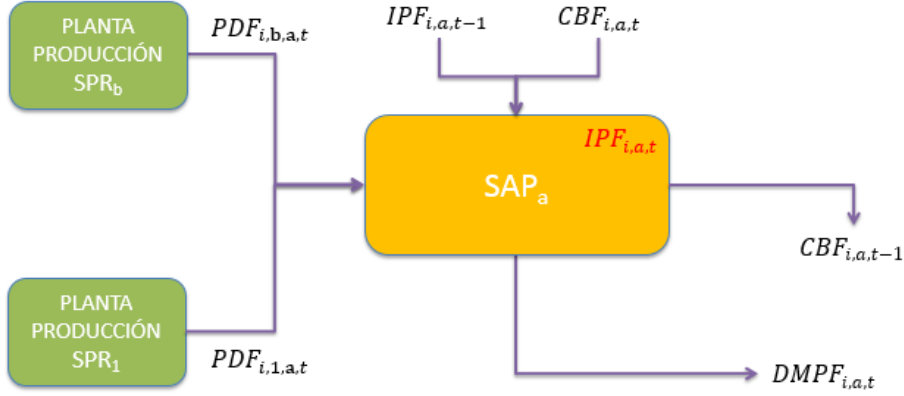 PLANTA
PRODUCCIÓN
SPR_b
PDF_{i,b,a,t}
IPF_{i,a,t−1}
CBF_{i,a,t}
IPF_{i,a,t}
SAP_a
CBF_{i,a,t−1}
PLANTA
PRODUCCIÓN
SPR_1
PDF_{i,1,a,t}
DMPF_{i,a,t}